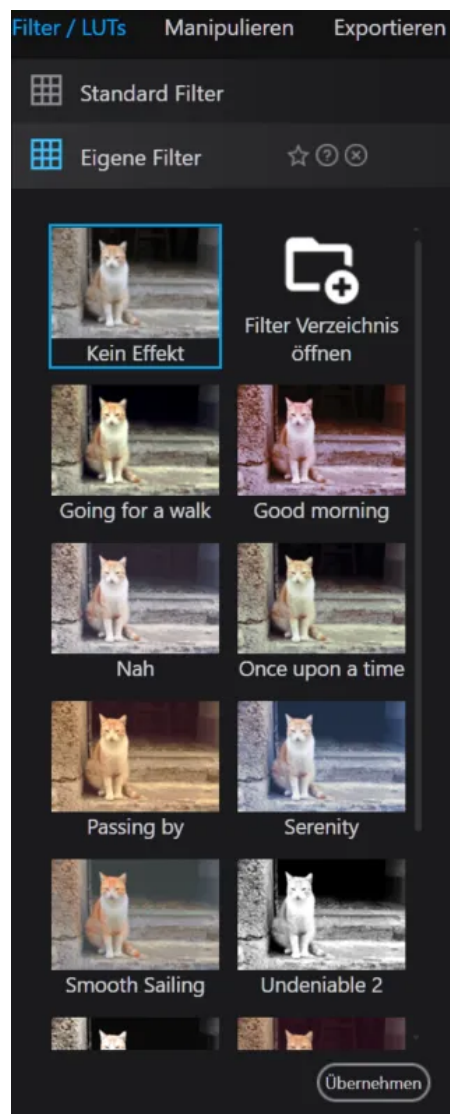 Filter / LUTs Manipulieren Exportieren
Standard Filter
Eigene Filter
Kein Effekt
Filter Verzeichnis
öffnen
Going for a walk
Good morning
Nah
Once upon a time
Passing by
Serenity
Smooth Sailing
Undeniable 2
Übernehmen